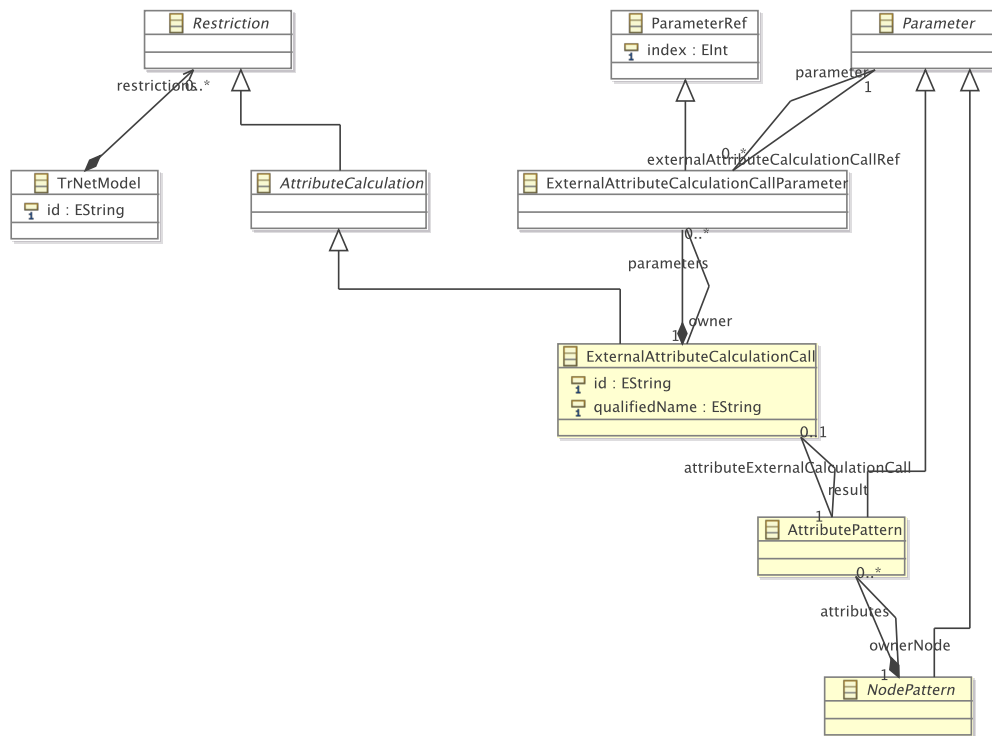 Restriction
ParameterRef
index : EInt
Parameter
restrictions
0..*
parameter
1
0..*
externalAttributeCalculationCallRef
TrNetModel
id : EString
AttributeCalculation
ExternalAttributeCalculationCallParameter
0..*
parameters
owner
1
ExternalAttributeCalculationCall
id : EString
qualifiedName : EString
0..1
attributeExternalCalculationCall
result
1
AttributePattern
0..*
attributes
ownerNode
1
NodePattern